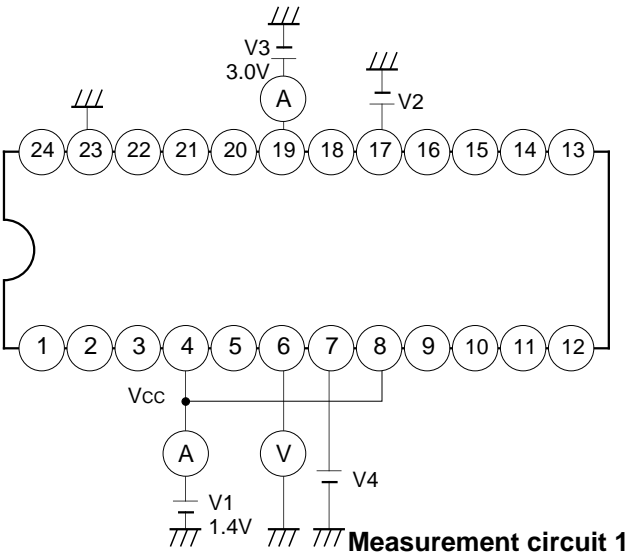 V3
3.0V
A
V2
24 23 22 21 20 19 18 17 16 15 14 13
1 2 3 4 5 6 7 8 9 10 11 12
VCC
A V
V4
V1
1.4V
Measurement circuit 1